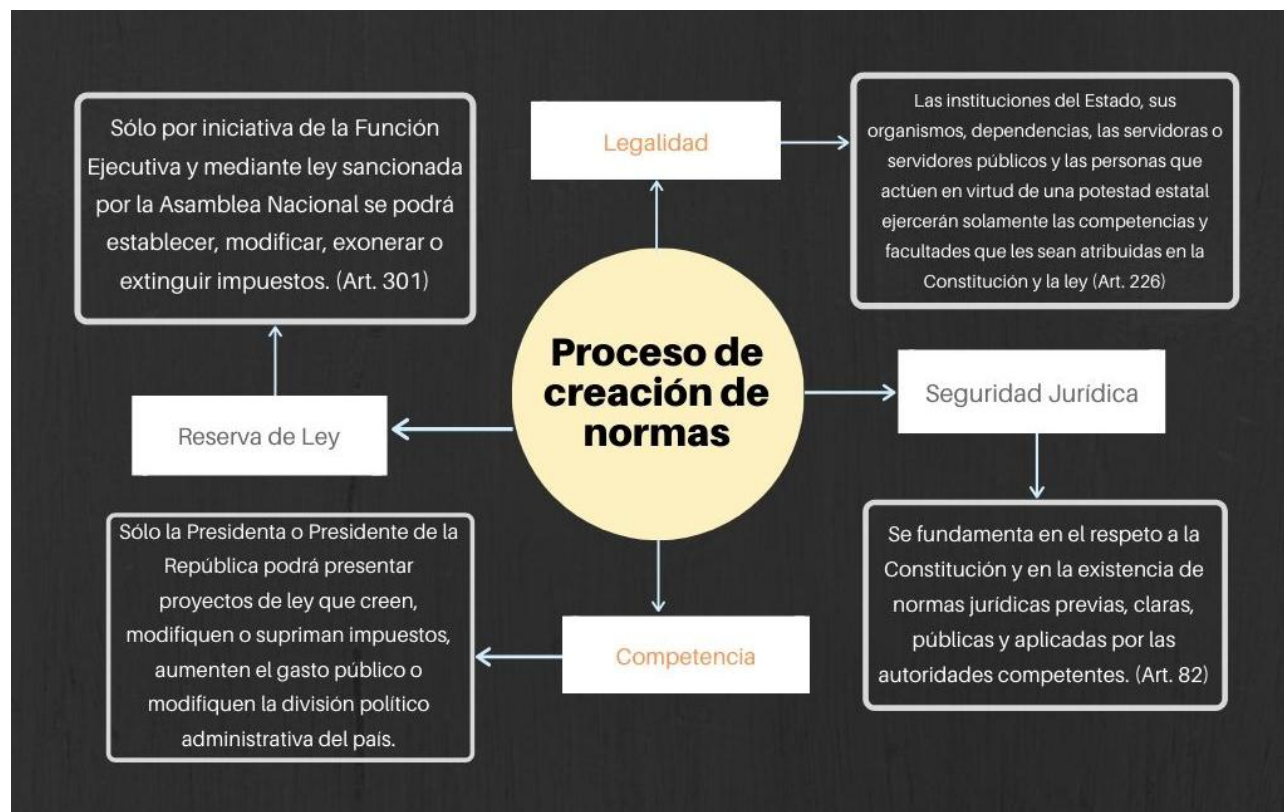 Sólo por iniciativa de la Función
Ejecutiva y mediante ley sancionada
por la Asamblea Nacional se podrá
establecer, modificar, exonerar o
extinguir impuestos. (Art. 301)
Legalidad
Las instituciones del Estado, sus
organismos, dependencias, las servidoras o
servidores públicos y las personas que
actúen en virtud de una potestad estatal
ejercerán solamente las competencias y
facultades que les sean atribuidas en la
Constitución y la ley (Art. 226)
Reserva de Ley
Proceso de
creación de
normas
Seguridad Jurídica
Sólo la Presidenta o Presidente de la
República podrá presentar
proyectos de ley que creen,
modifiquen o supriman impuestos,
aumenten el gasto público o
modifiquen la división político
administrativa del país.
Competencia
Se fundamenta en el respeto a la
Constitución y en la existencia de
normas jurídicas previas, claras,
públicas y aplicadas por las
autoridades competentes. (Art. 82)